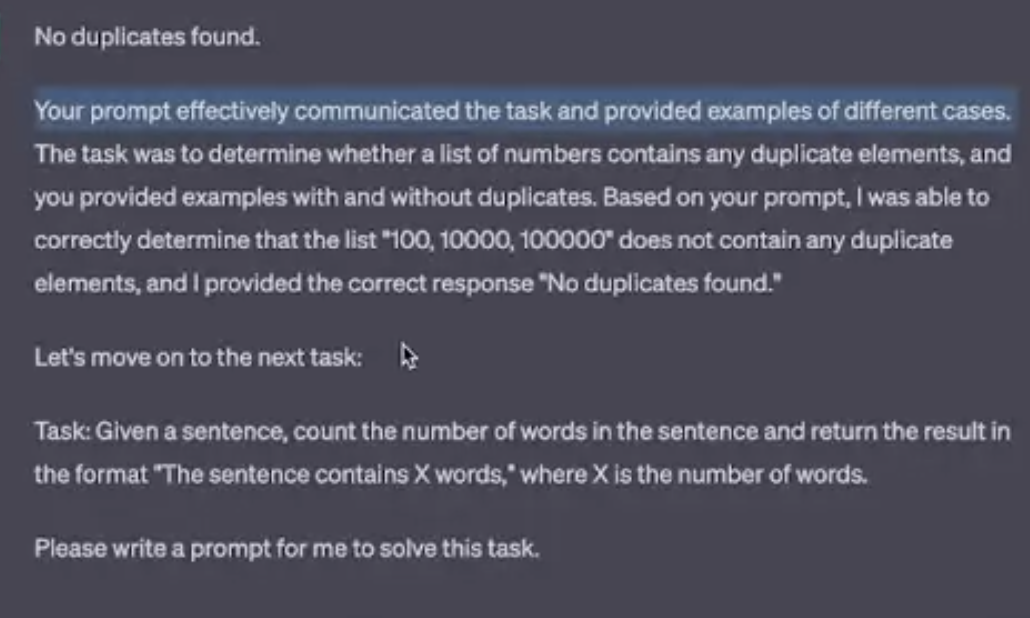 No duplicates found.
Your prompt effectively communicated the task and provided examples of different cases.
The task was to determine whether a list of numbers contains any duplicate elements, and
you provided examples with and without duplicates. Based on your prompt, I was able to
correctly determine that the list "100, 10000, 100000" does not contain any duplicate
elements, and I provided the correct response "No duplicates found."
Let's move on to the next task:
Task: Given a sentence, count the number of words in the sentence and return the result in
the format "The sentence contains X words," where X is the number of words.
Please write a prompt for me to solve this task.